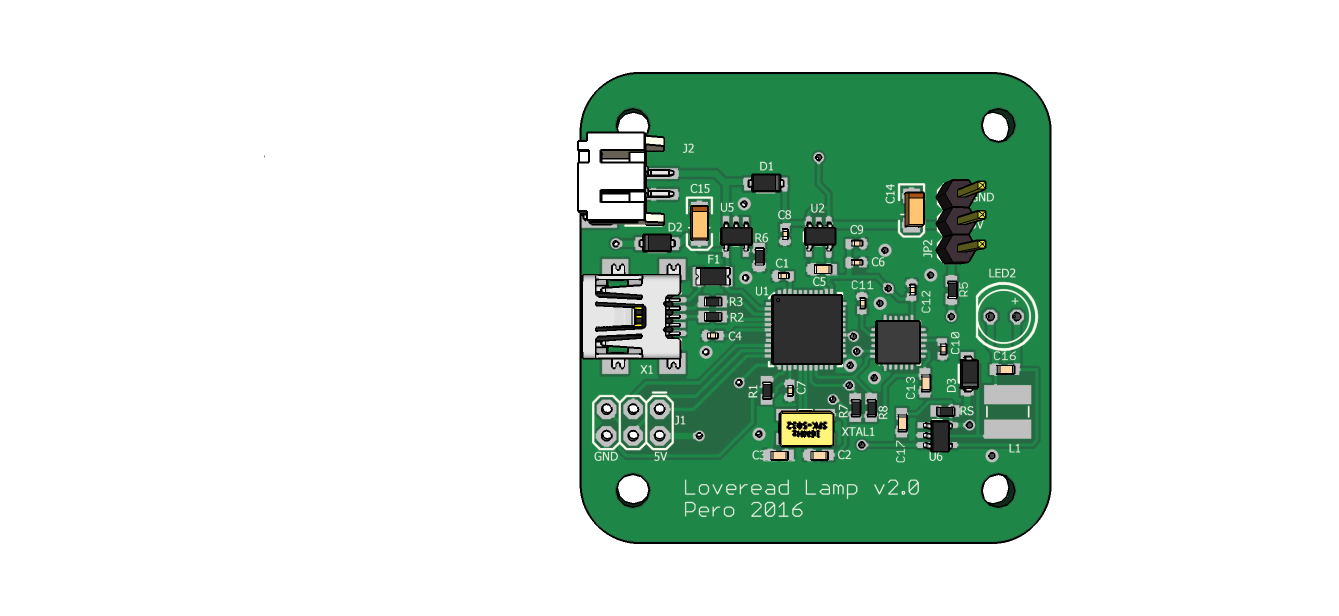 J2
D1
C15
C14
GND
U5
U2
C8
D2
R6
C9
JP2
C6
F1
C1
C5
LED2
U1
C11
C12
R5
+
R3
R2
C4
C10
X1
C16
R1
C7
C13
D3
R7
R8
RS
J1
16MHz
XTAL1
C17
L1
GND
5V
C3
C2
U6
Loveread Lamp v2.0
Pero 2016